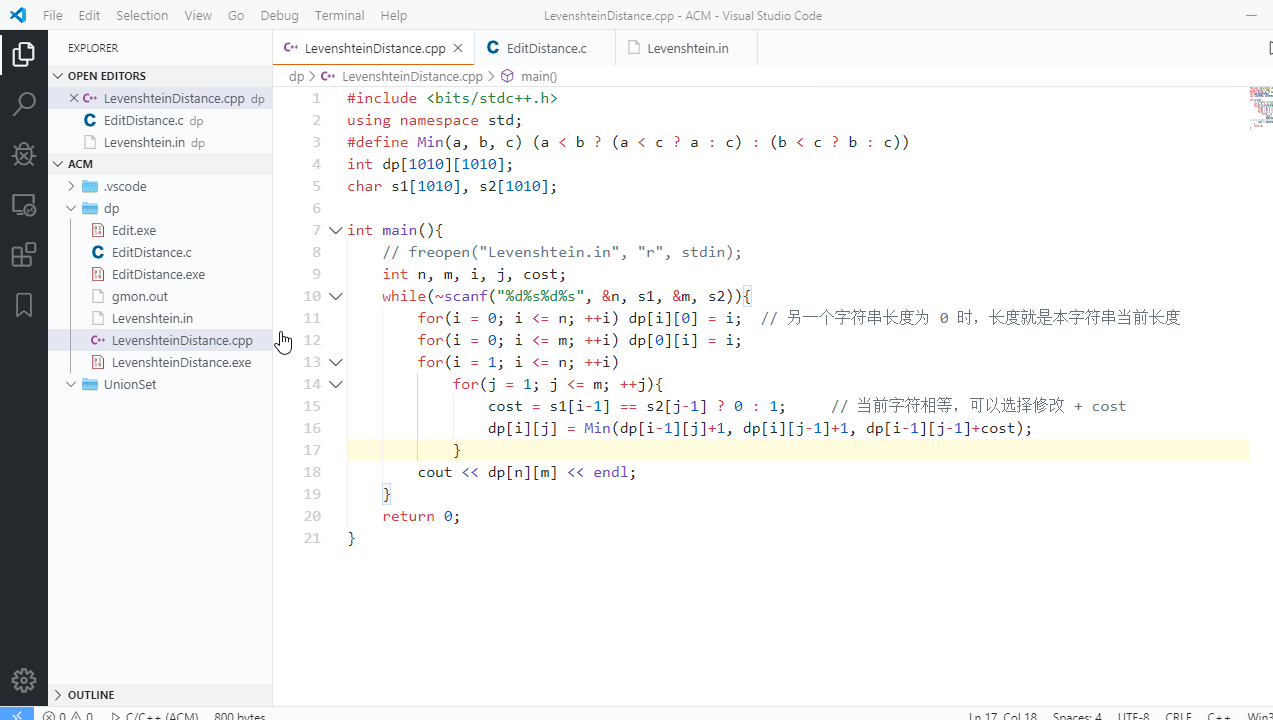 File Edit Selection View Go Debug Terminal Help LevenshteinDistance.cpp - ACM - Visual Studio Code
EXPLORER
OPEN EDITORS
LevenshteinDistance.cpp dp
EditDistance.c dp
Levenshtein.in dp
ACM
.vscode
dp
Edit.exe
EditDistance.c
EditDistance.exe
gmon.out
Levenshtein.in
LevenshteinDistance.cpp
LevenshteinDistance.exe
UnionSet
OUTLINE
LevenshteinDistance.cpp EditDistance.c Levenshtein.in
dp > LevenshteinDistance.cpp > main()
1 #include <bits/stdc++.h>
2 using namespace std;
3 #define Min(a, b, c) (a < b ? (a < c ? a : c) : (b < c ? b : c))
4 int dp[1010][1010];
5 char s1[1010], s2[1010];
6
7 int main(){
8 // freopen("Levenshtein.in", "r", stdin);
9 int n, m, i, j, cost;
10 while(~scanf("%d%s%d%s", &n, s1, &m, s2)){
11 for(i = 0; i <= n; ++i) dp[i][0] = i; // 另一个字符串长度为 0 时，长度就是本字符串当前长度
12 for(i = 0; i <= m; ++i) dp[0][i] = i;
13 for(i = 1; i <= n; ++i)
14 for(j = 1; j <= m; ++j){
15 cost = s1[i-1] == s2[j-1] ? 0 : 1; // 当前字符相等，可以选择修改 + cost
16 dp[i][j] = Min(dp[i-1][j]+1, dp[i][j-1]+1, dp[i-1][j-1]+cost);
17 }
18 cout << dp[n][m] << endl;
19 }
20 return 0;
21 }
0 0 C/C++ (ACM) 800 bytes Ln 17, Col 18 Spaces: 4 UTF-8 CRLF C++ Win3